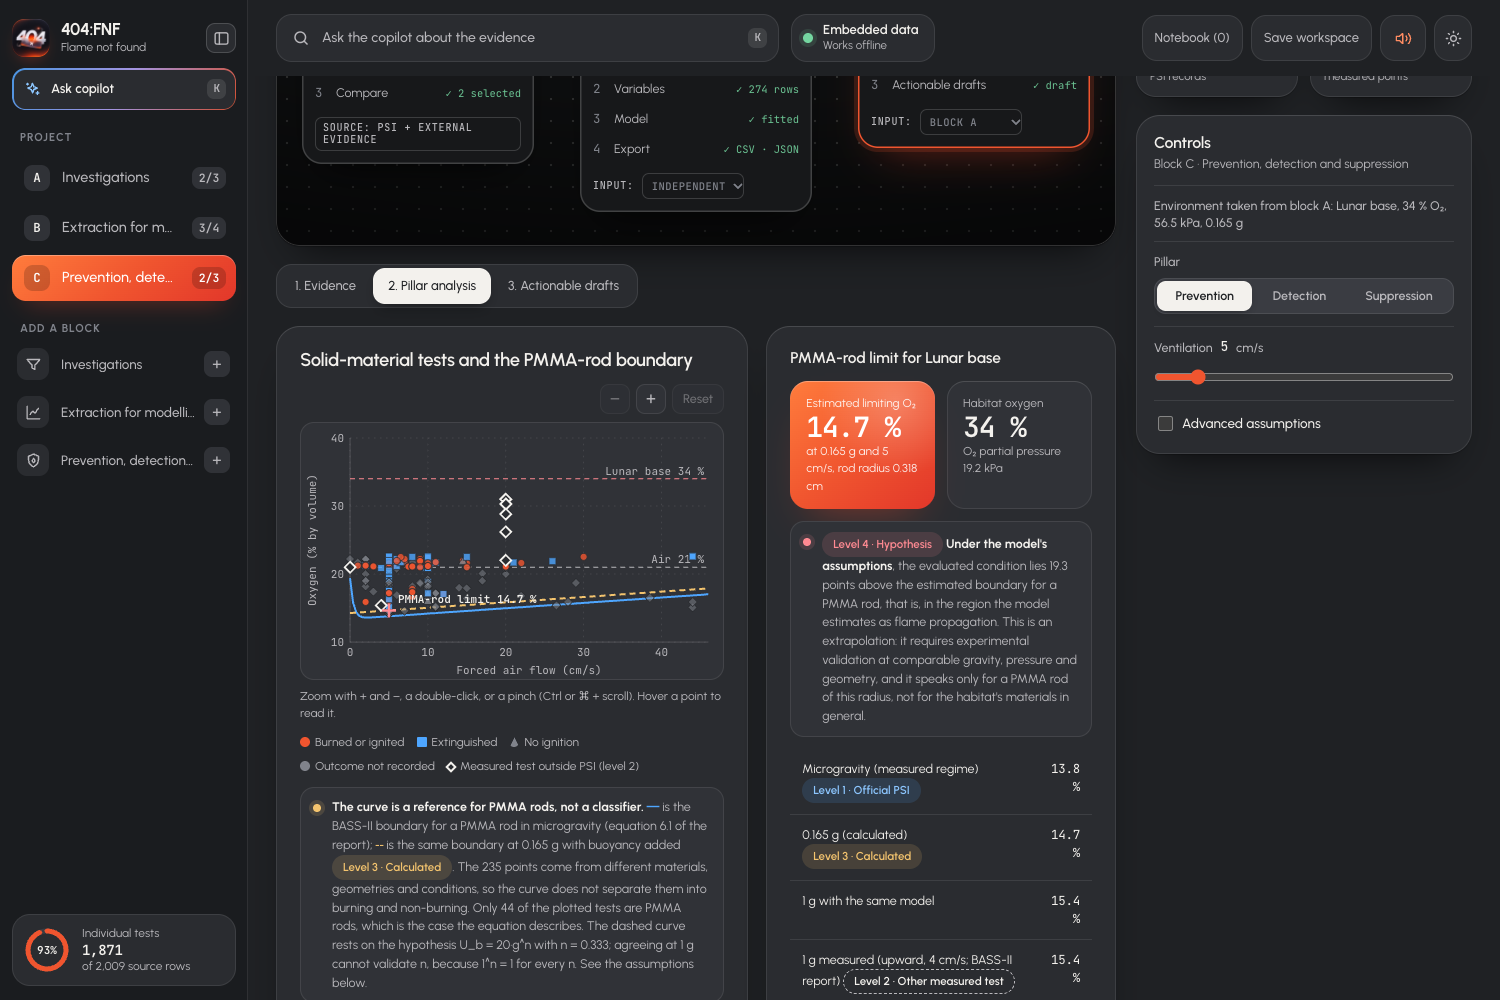 404:FNF
Flame not found
Ask copilot K
PROJECT
A Investigations 2/3
B Extraction for m... 3/4
C Prevention, dete... 2/3
ADD A BLOCK
Investigations +
Extraction for modelli... +
Prevention, detection... +
93%
Individual tests
1,871
of 2,009 source rows
Ask the copilot about the evidence K
Embedded data
Works offline
Notebook (0)
Save workspace
3 Compare ✓ 2 selected
SOURCE: PSI + EXTERNAL
EVIDENCE
2 Variables ✓ 274 rows
3 Model ✓ fitted
4 Export ✓ CSV · JSON
INPUT: INDEPENDENT
3 Actionable drafts ✓ draft
INPUT: BLOCK A
PSI records
measured points
1. Evidence
2. Pillar analysis
3. Actionable drafts
Solid-material tests and the PMMA-rod boundary
− + Reset
Oxygen (% by volume)
40
30
20
10
Lunar base 34 %
Air 21 %
PMMA-rod limit 14.7 %
0 10 20 30 40
Forced air flow (cm/s)
Zoom with + and −, a double-click, or a pinch (Ctrl or ⌘ + scroll). Hover a point to
read it.
Burned or ignited Extinguished No ignition
Outcome not recorded Measured test outside PSI (level 2)
The curve is a reference for PMMA rods, not a classifier. — is the
BASS-II boundary for a PMMA rod in microgravity (equation 6.1 of the
report); -- is the same boundary at 0.165 g with buoyancy added
Level 3 · Calculated . The 235 points come from different materials,
geometries and conditions, so the curve does not separate them into
burning and non-burning. Only 44 of the plotted tests are PMMA
rods, which is the case the equation describes. The dashed curve
rests on the hypothesis U_b = 20·g^n with n = 0.333; agreeing at 1 g
cannot validate n, because 1^n = 1 for every n. See the assumptions
below.
PMMA-rod limit for Lunar base
Estimated limiting O₂
14.7 %
at 0.165 g and 5
cm/s, rod radius 0.318
cm
Habitat oxygen
34 %
O₂ partial pressure
19.2 kPa
Level 4 · Hypothesis Under the model's
assumptions, the evaluated condition lies 19.3
points above the estimated boundary for a
PMMA rod, that is, in the region the model
estimates as flame propagation. This is an
extrapolation: it requires experimental
validation at comparable gravity, pressure and
geometry, and it speaks only for a PMMA rod
of this radius, not for the habitat's materials in
general.
Microgravity (measured regime) 13.8
Level 1 · Official PSI %
0.165 g (calculated) 14.7
Level 3 · Calculated %
1 g with the same model 15.4
%
1 g measured (upward, 4 cm/s; BASS-II 15.4
report) Level 2 · Other measured test %
Controls
Block C · Prevention, detection and suppression
Environment taken from block A: Lunar base, 34 % O₂,
56.5 kPa, 0.165 g
Pillar
Prevention Detection Suppression
Ventilation 5 cm/s
Advanced assumptions